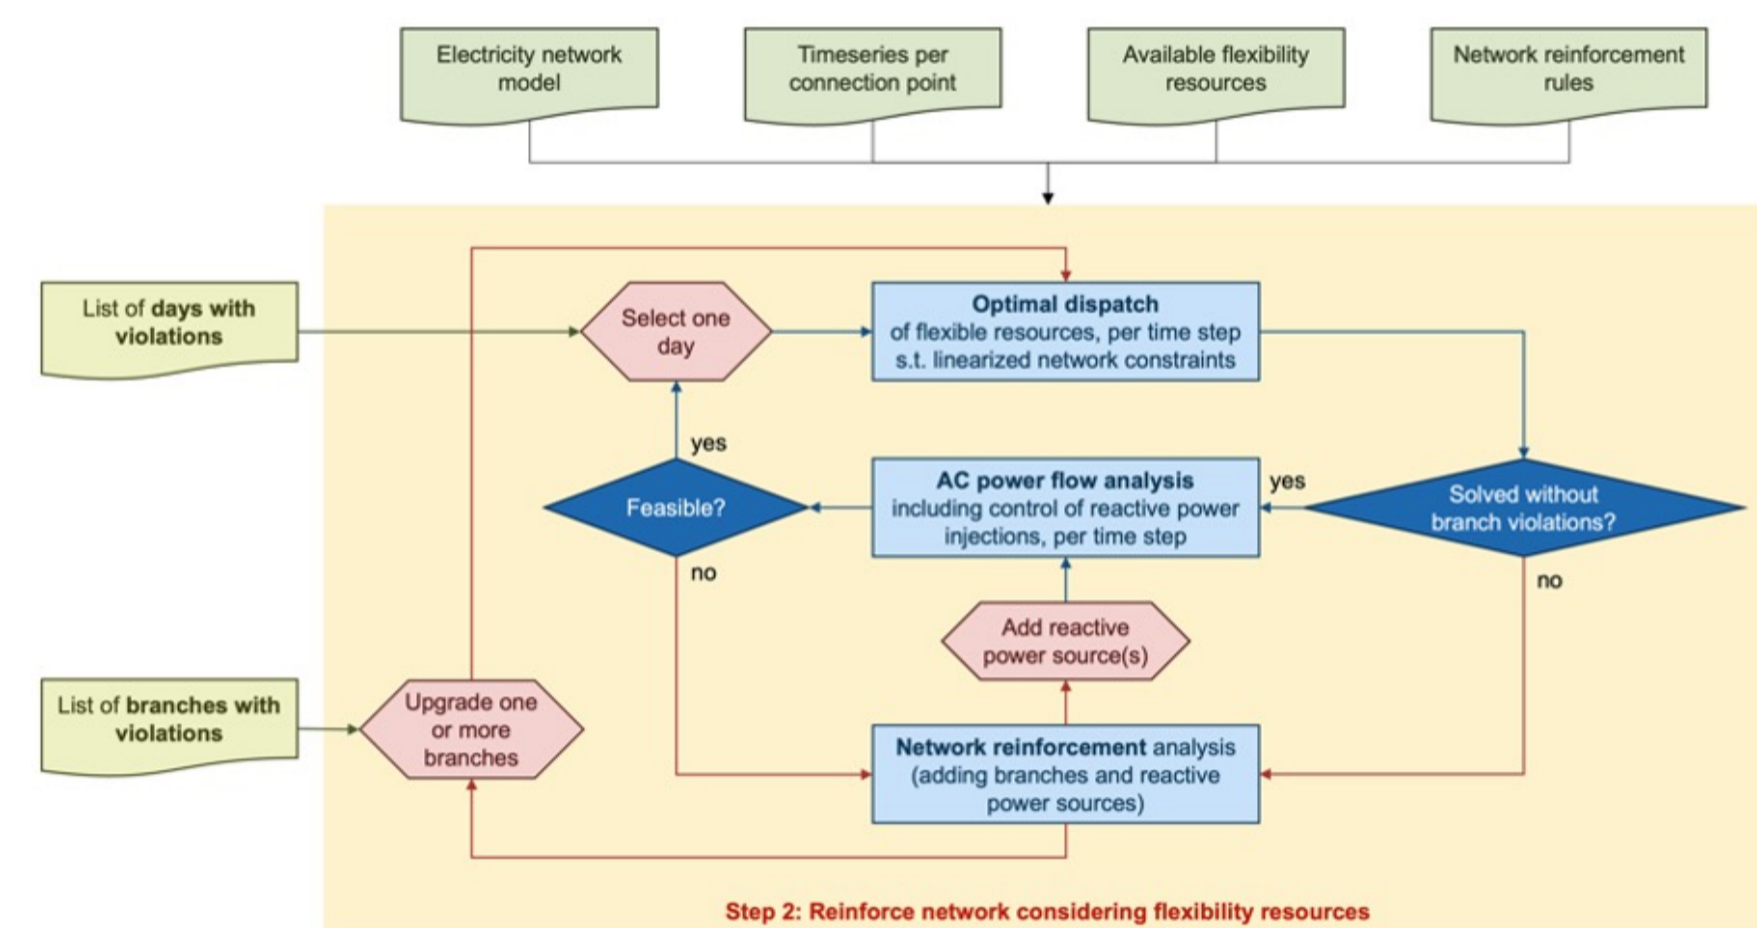 Electricity network
model
Timeseries per
connection point
Available flexibility
resources
Network reinforcement
rules
List of days with
violations
Select one
day
Optimal dispatch
of flexible resources, per time step
s.t. linearized network constraints
yes
Feasible?
no
AC power flow analysis
including control of reactive power
injections, per time step
yes
Solved without
branch violations?
no
Add reactive
power source(s)
List of branches with
violations
Upgrade one
or more
branches
Network reinforcement analysis
(adding branches and reactive
power sources)
Step 2: Reinforce network considering flexibility resources